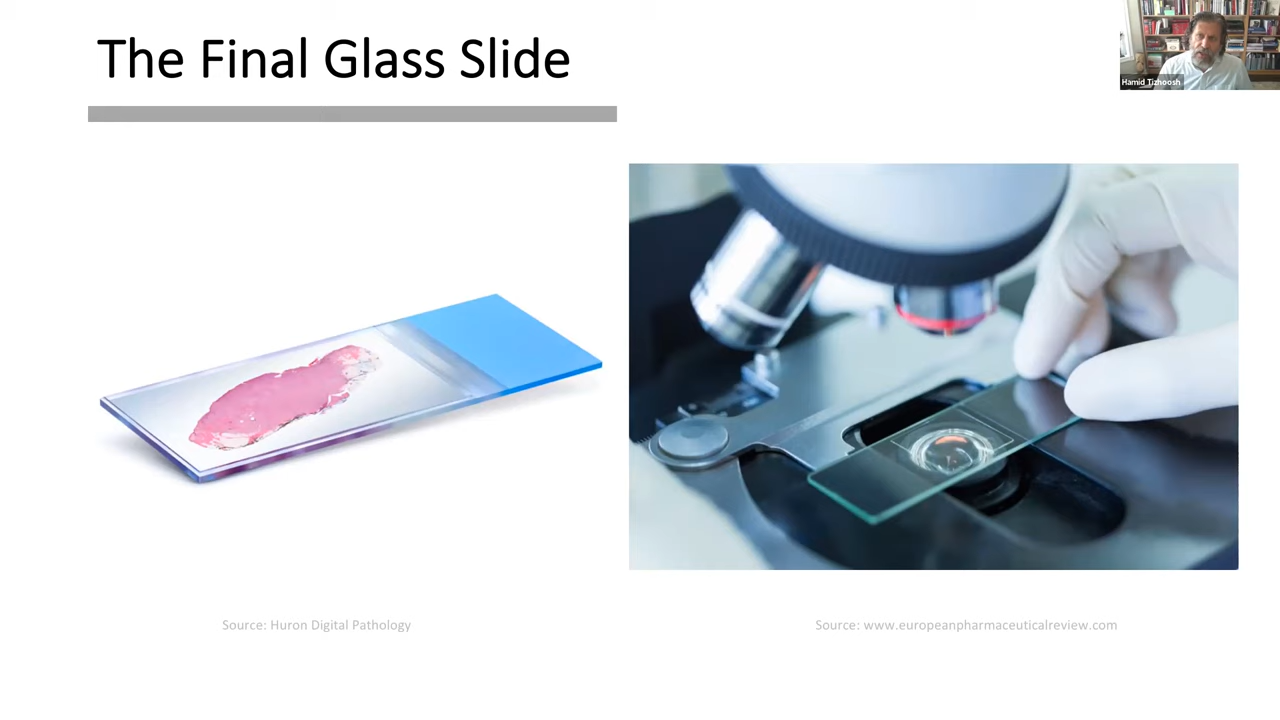 The Final Glass Slide
Hamid Tizhoosh
Source: Huron Digital Pathology
Source: www.europeanpharmaceuticalreview.com